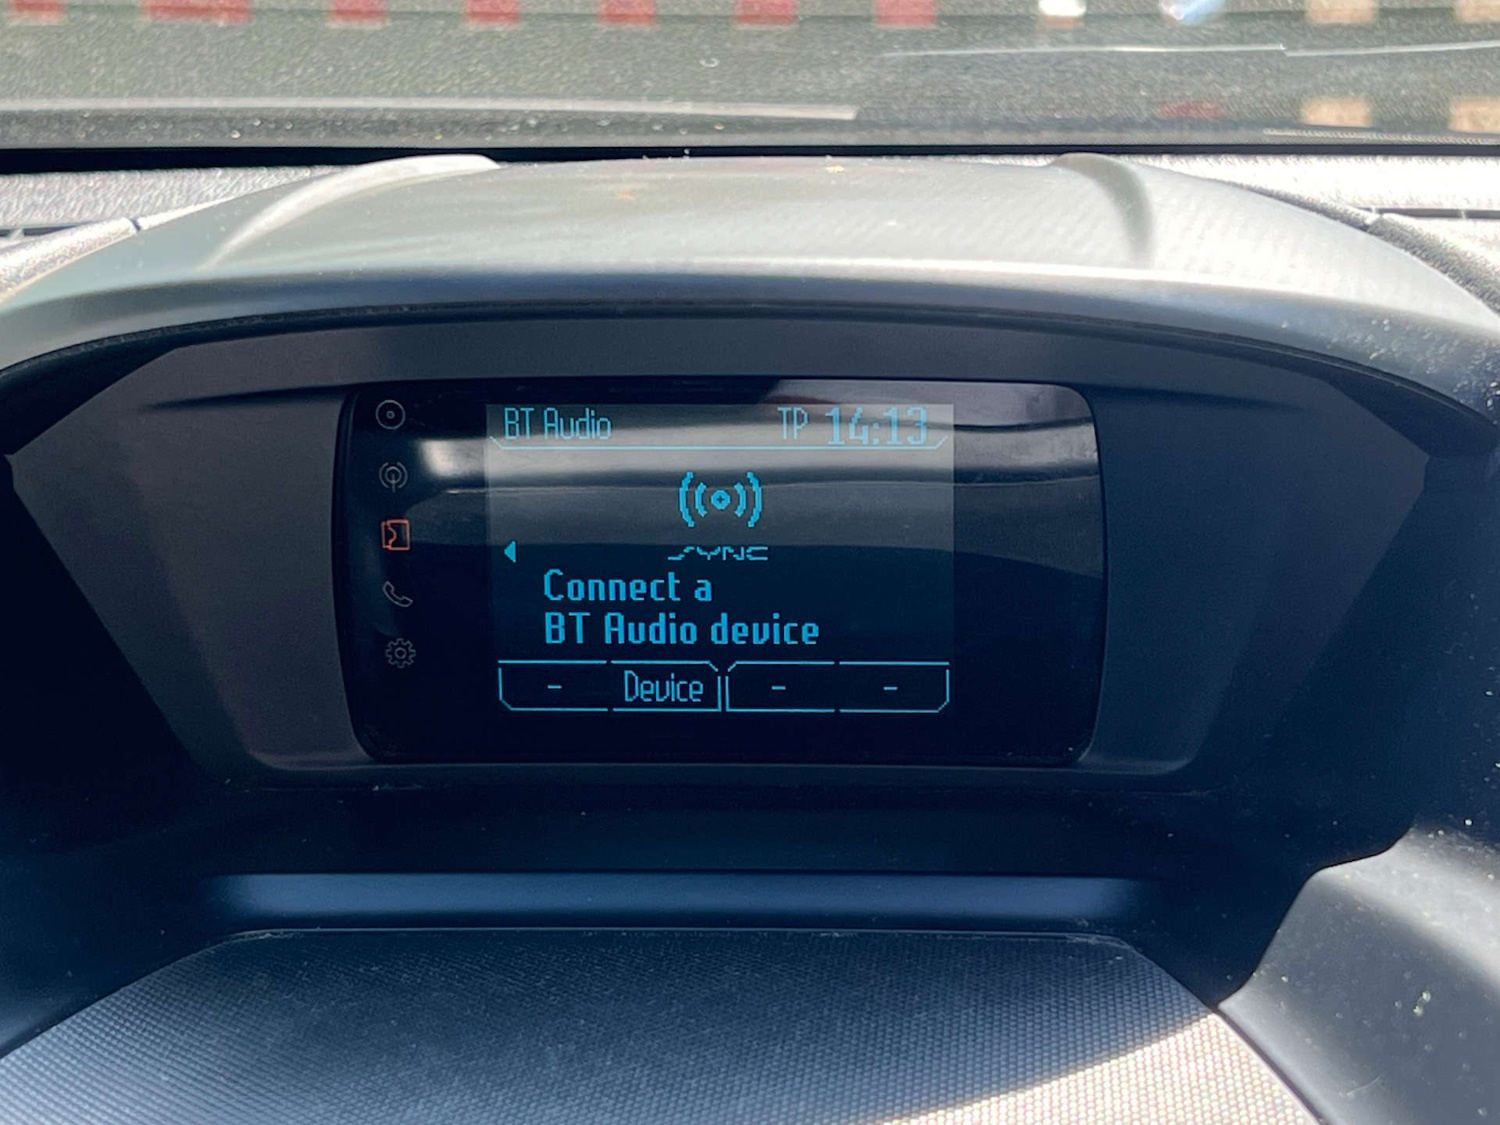 BT Audio TP 14:13
SYNC
Connect a
BT Audio device
- Device - -